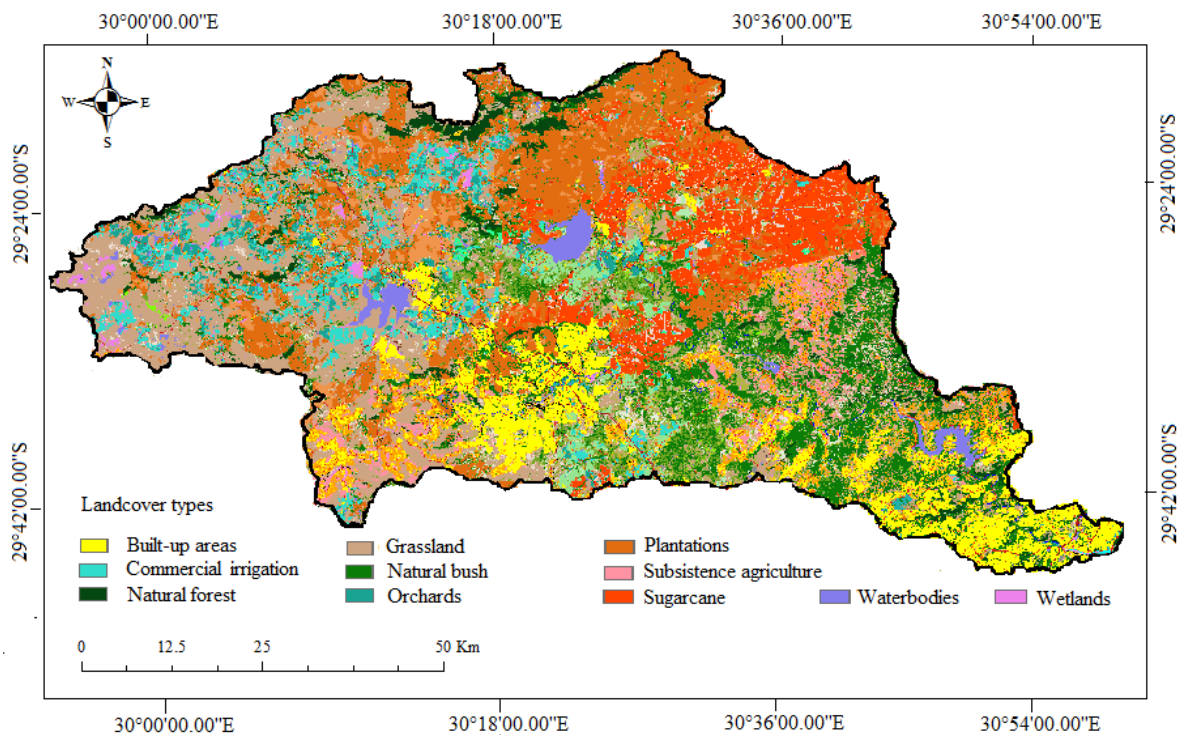 30°00'00.00"E 30°18'00.00"E 30°36'00.00"E 30°54'00.00"E
N
W E
S
29°24'00.00"S
29°24'00.00"S
29°42'00.00"S
29°42'00.00"S
Landcover types
Built-up areas
Commercial irrigation
Natural forest
Grassland
Natural bush
Orchards
Plantations
Subsistence agriculture
Sugarcane
Waterbodies
Wetlands
0 12.5 25 50 Km
30°00'00.00"E 30°18'00.00"E 30°36'00.00"E 30°54'00.00"E